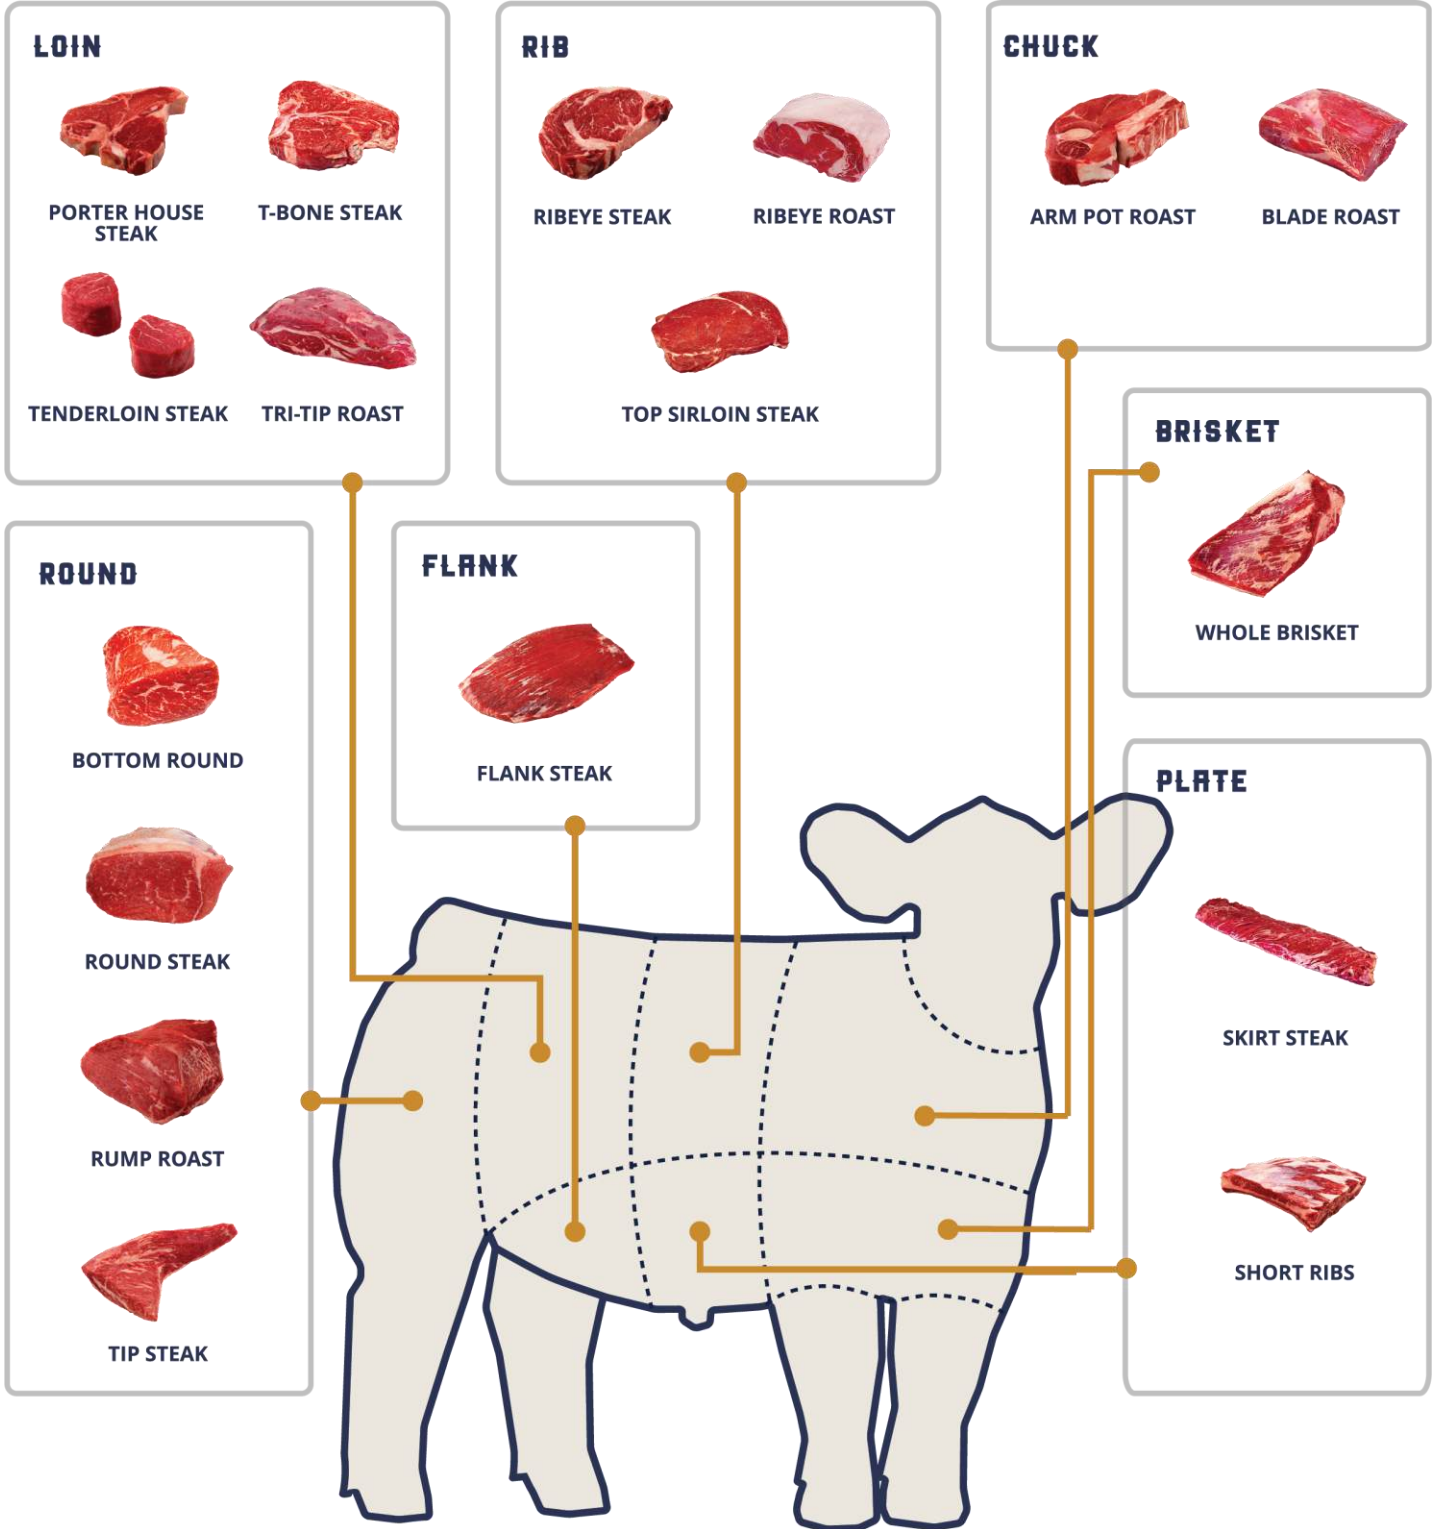 LOIN
PORTER HOUSE
STEAK
T-BONE STEAK
TENDERLOIN STEAK
TRI-TIP ROAST
RIB
RIBEYE STEAK
RIBEYE ROAST
TOP SIRLOIN STEAK
CHUCK
ARM POT ROAST
BLADE ROAST
BRISKET
WHOLE BRISKET
ROUND
BOTTOM ROUND
ROUND STEAK
RUMP ROAST
TIP STEAK
FLANK
FLANK STEAK
PLATE
SKIRT STEAK
SHORT RIBS